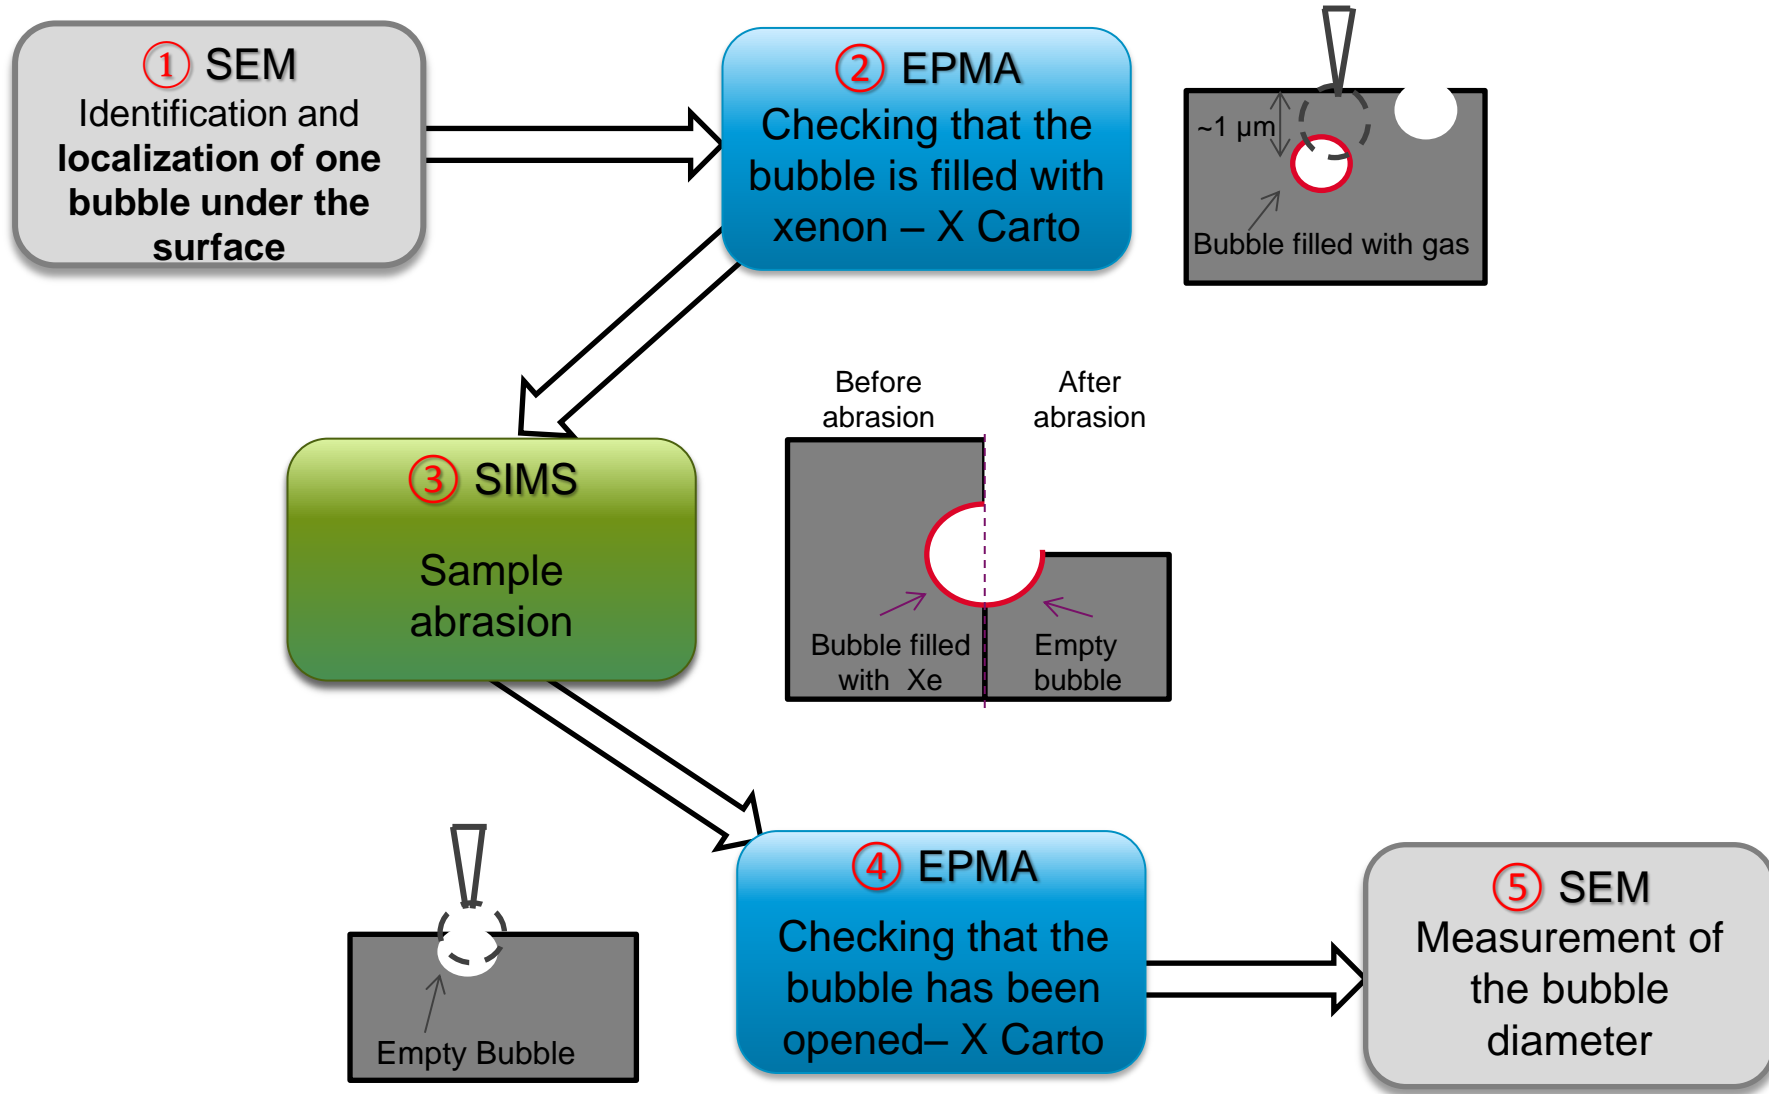 ① SEM
Identification and
localization of one
bubble under the
surface
② EPMA
Checking that the
bubble is filled with
xenon – X Carto
~1 µm
Bubble filled with gas
③ SIMS
Sample
abrasion
Before
abrasion
After
abrasion
Bubble filled
with Xe
Empty
bubble
Empty Bubble
④ EPMA
Checking that the
bubble has been
opened– X Carto
⑤ SEM
Measurement of
the bubble
diameter